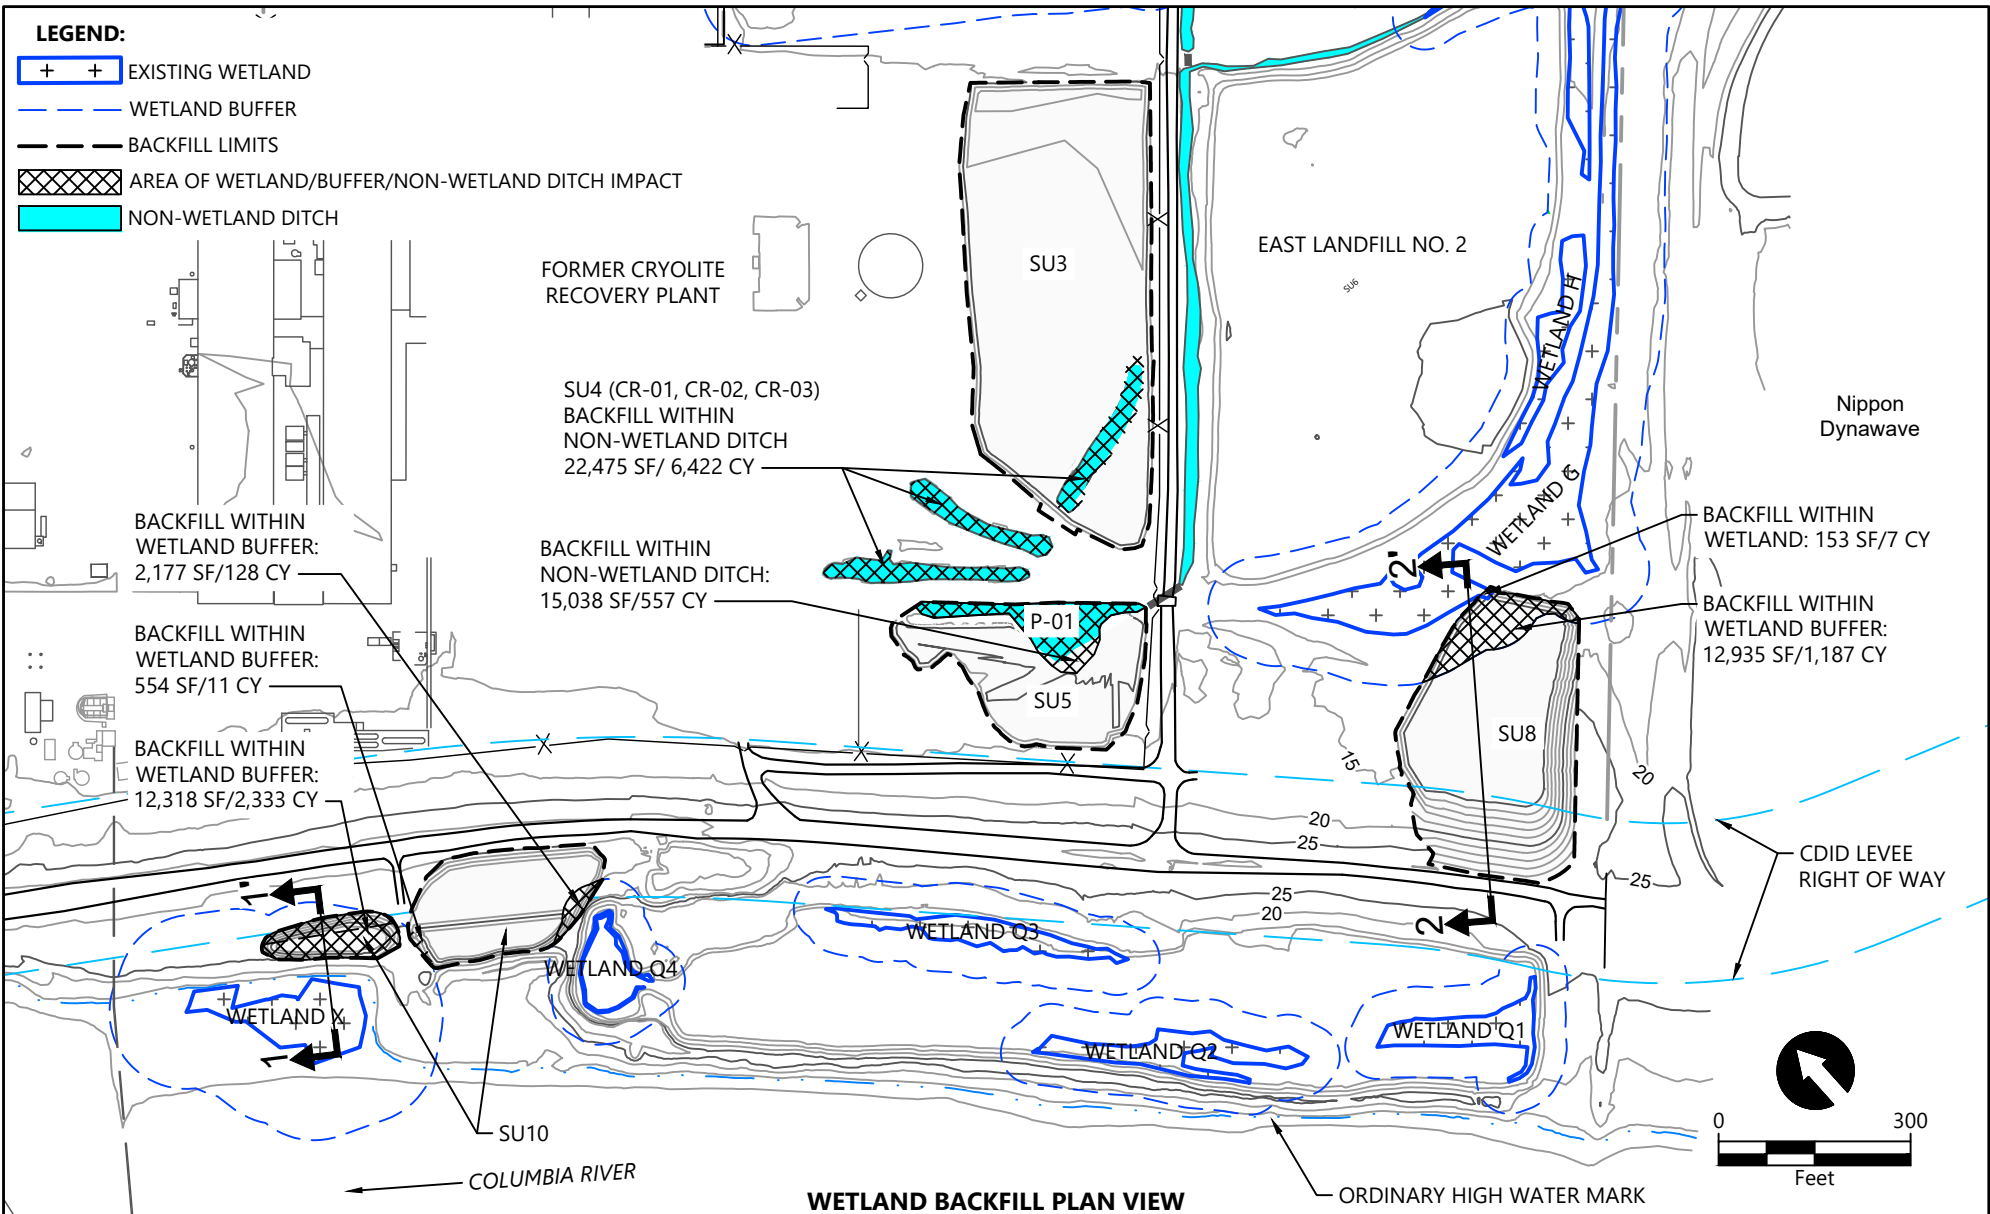 LEGEND:
EXISTING WETLAND
WETLAND BUFFER
BACKFILL LIMITS
AREA OF WETLAND/BUFFER/NON-WETLAND DITCH IMPACT
NON-WETLAND DITCH
FORMER CRYOLITE
RECOVERY PLANT
SU3
EAST LANDFILL NO. 2
SU6
WETLAND H
SU4 (CR-01, CR-02, CR-03)
BACKFILL WITHIN
NON-WETLAND DITCH
22,475 SF/ 6,422 CY
Nippon
Dynawave
WETLAND G
BACKFILL WITHIN
WETLAND BUFFER:
2,177 SF/128 CY
BACKFILL WITHIN
NON-WETLAND DITCH:
15,038 SF/557 CY
BACKFILL WITHIN
WETLAND: 153 SF/7 CY
2'
P-01
BACKFILL WITHIN
WETLAND BUFFER:
12,935 SF/1,187 CY
BACKFILL WITHIN
WETLAND BUFFER:
554 SF/11 CY
SU5
SU8
BACKFILL WITHIN
WETLAND BUFFER:
12,318 SF/2,333 CY
15
20
20
25
25
CDID LEVEE
RIGHT OF WAY
1'
25
20
2
WETLAND Q3
WETLAND Q4
WETLAND X
WETLAND Q1
WETLAND Q2
1
SU10
COLUMBIA RIVER
ORDINARY HIGH WATER MARK
0 300
Feet
WETLAND BACKFILL PLAN VIEW